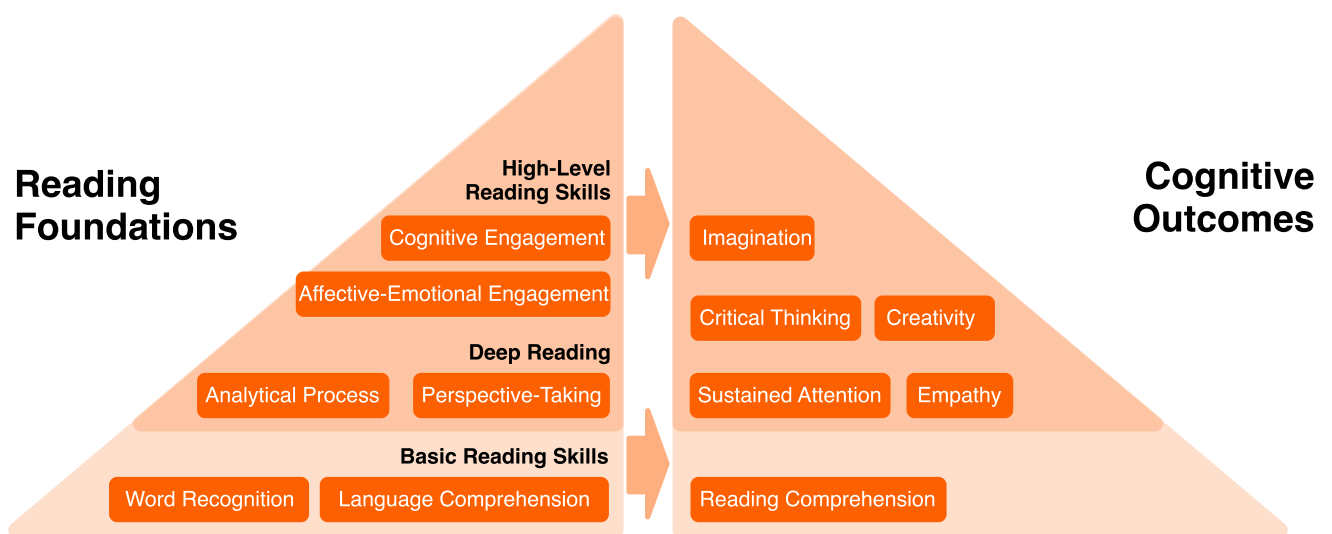 Reading
Foundations
High-Level
Reading Skills
Cognitive Engagement
Affective-Emotional Engagement
Deep Reading
Analytical Process
Perspective-Taking
Basic Reading Skills
Word Recognition
Language Comprehension
Cognitive
Outcomes
Imagination
Critical Thinking
Creativity
Sustained Attention
Empathy
Reading Comprehension